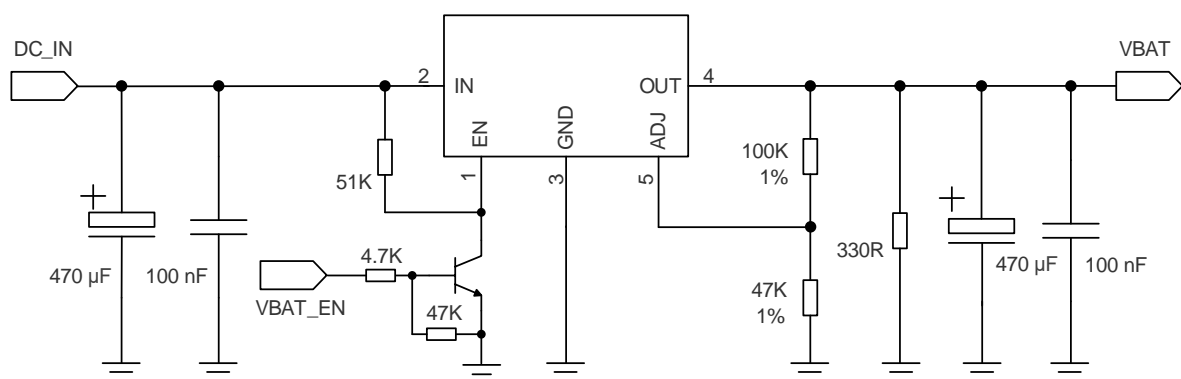 DC_IN
VBAT
2
IN
OUT
4
EN
GND
ADJ
1
3
5
51K
100K
1%
+
470 µF
100 nF
VBAT_EN
4.7K
47K
47K
1%
330R
+
470 µF
100 nF